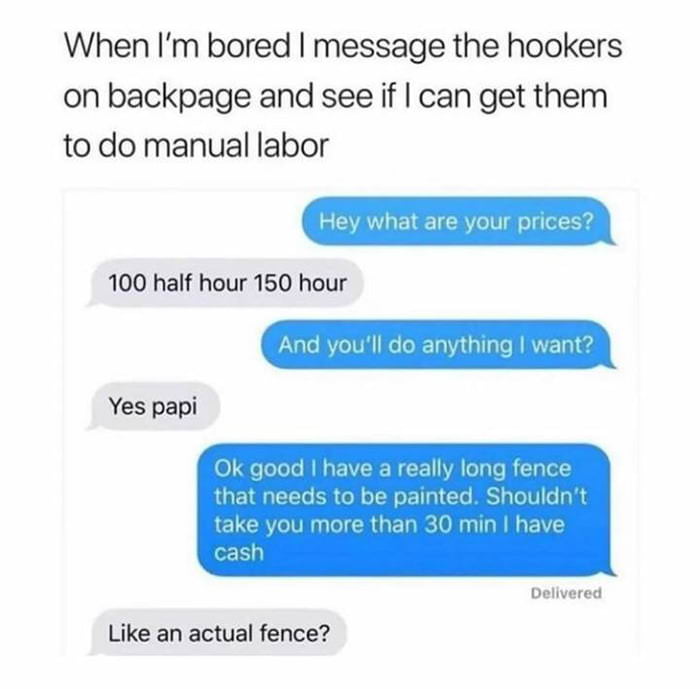 When I'm bored I message the hookers
on backpage and see if I can get them
to do manual labor
Hey what are your prices?
100 half hour 150 hour
And you'll do anything I want?
Yes papi
Ok good I have a really long fence
that needs to be painted. Shouldn't
take you more than 30 min I have
cash
Delivered
Like an actual fence?